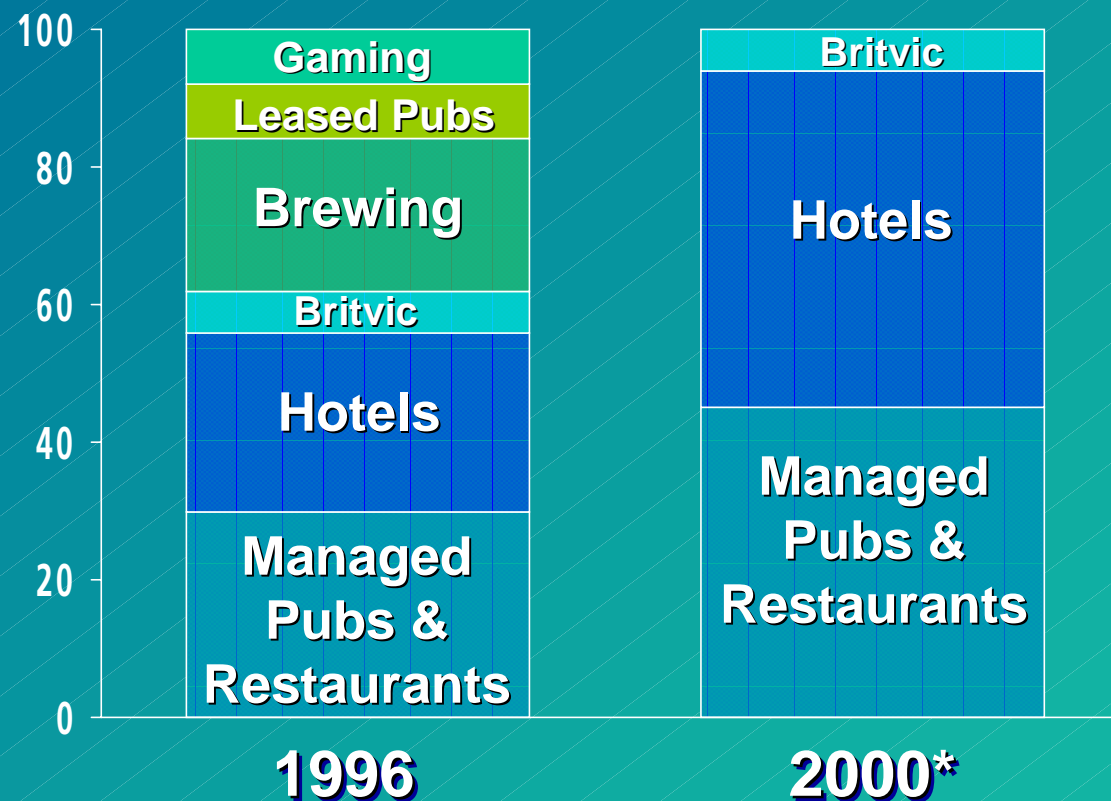 100
80
60
40
20
0
Gaming
Leased Pubs
Brewing
Britvic
Hotels
Managed
Pubs &
Restaurants
Britvic
Hotels
Managed
Pubs &
Restaurants
1996
2000*